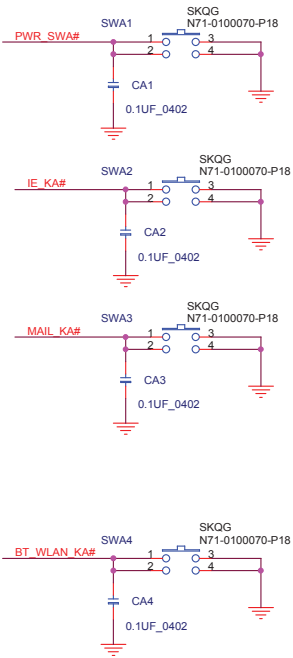 SWA1
SKQG
N71-0100070-P18
PWR_SWA#
1
2
3
4
CA1
0.1UF_0402
SWA2
SKQG
N71-0100070-P18
IE_KA#
1
2
3
4
CA2
0.1UF_0402
SWA3
SKQG
N71-0100070-P18
MAIL_KA#
1
2
3
4
CA3
0.1UF_0402
SWA4
SKQG
N71-0100070-P18
BT_WLAN_KA#
1
2
3
4
CA4
0.1UF_0402